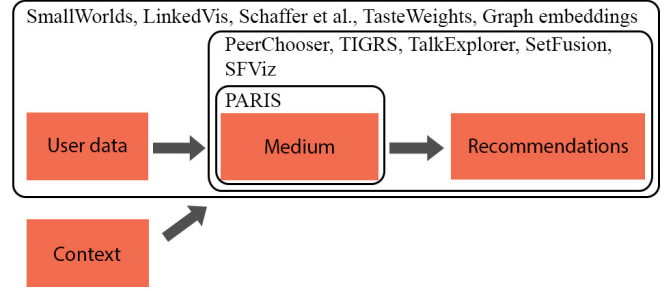 SmallWorlds, LinkedVis, Schaffer et al., TasteWeights, Graph embeddings
PeerChooser, TIGRS, TalkExplorer, SetFusion,
SFViz
PARIS
User data
Medium
Recommendations
Context